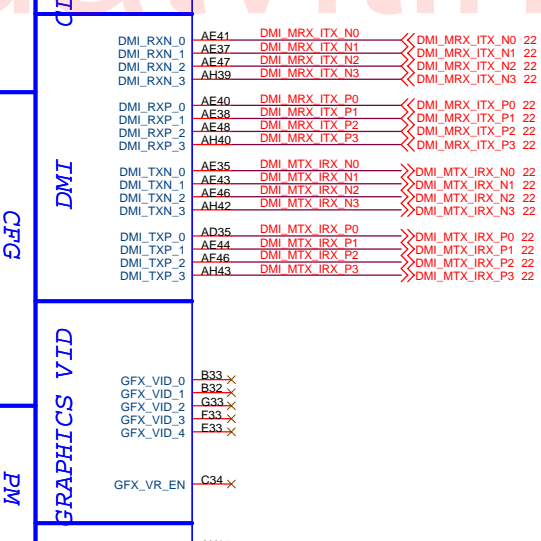 DMI_RXN_0 AE41 DMI_MRX_ITX_N0 DMI_MRX_ITX_N0 22
DMI_RXN_1 AE37 DMI_MRX_ITX_N1 DMI_MRX_ITX_N1 22
DMI_RXN_2 AE47 DMI_MRX_ITX_N2 DMI_MRX_ITX_N2 22
DMI_RXN_3 AH39 DMI_MRX_ITX_N3 DMI_MRX_ITX_N3 22
DMI_RXP_0 AE40 DMI_MRX_ITX_P0 DMI_MRX_ITX_P0 22
DMI_RXP_1 AE38 DMI_MRX_ITX_P1 DMI_MRX_ITX_P1 22
DMI_RXP_2 AE48 DMI_MRX_ITX_P2 DMI_MRX_ITX_P2 22
DMI_RXP_3 AH40 DMI_MRX_ITX_P3 DMI_MRX_ITX_P3 22
DMI
DMI_TXN_0 AE35 DMI_MTX_IRX_N0 DMI_MTX_IRX_N0 22
DMI_TXN_1 AE43 DMI_MTX_IRX_N1 DMI_MTX_IRX_N1 22
DMI_TXN_2 AE46 DMI_MTX_IRX_N2 DMI_MTX_IRX_N2 22
DMI_TXN_3 AH42 DMI_MTX_IRX_N3 DMI_MTX_IRX_N3 22
CFG
DMI_TXP_0 AD35 DMI_MTX_IRX_P0 DMI_MTX_IRX_P0 22
DMI_TXP_1 AE44 DMI_MTX_IRX_P1 DMI_MTX_IRX_P1 22
DMI_TXP_2 AF46 DMI_MTX_IRX_P2 DMI_MTX_IRX_P2 22
DMI_TXP_3 AH43 DMI_MTX_IRX_P3 DMI_MTX_IRX_P3 22
GRAPHICS VID
GFX_VID_0 B33
GFX_VID_1 B32
GFX_VID_2 G33
GFX_VID_3 F33
GFX_VID_4 E33
PM
GFX_VR_EN C34